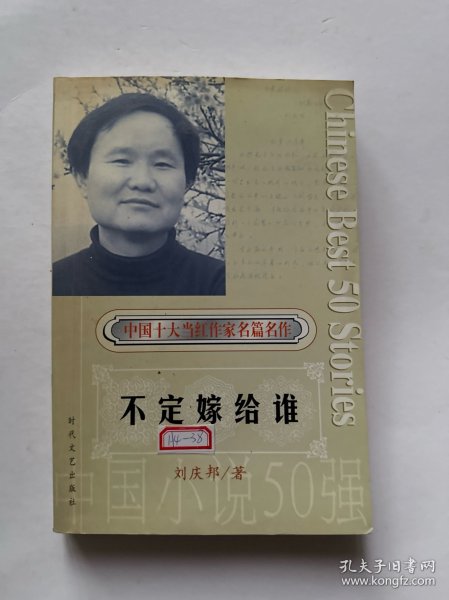 Chinese Best 50 Stories
中国十大当红作家名篇名作
不定嫁给谁
144-38
刘庆邦/著
时代文艺出版社
中国小说50强
孔夫子旧书网
www.kongfz.com